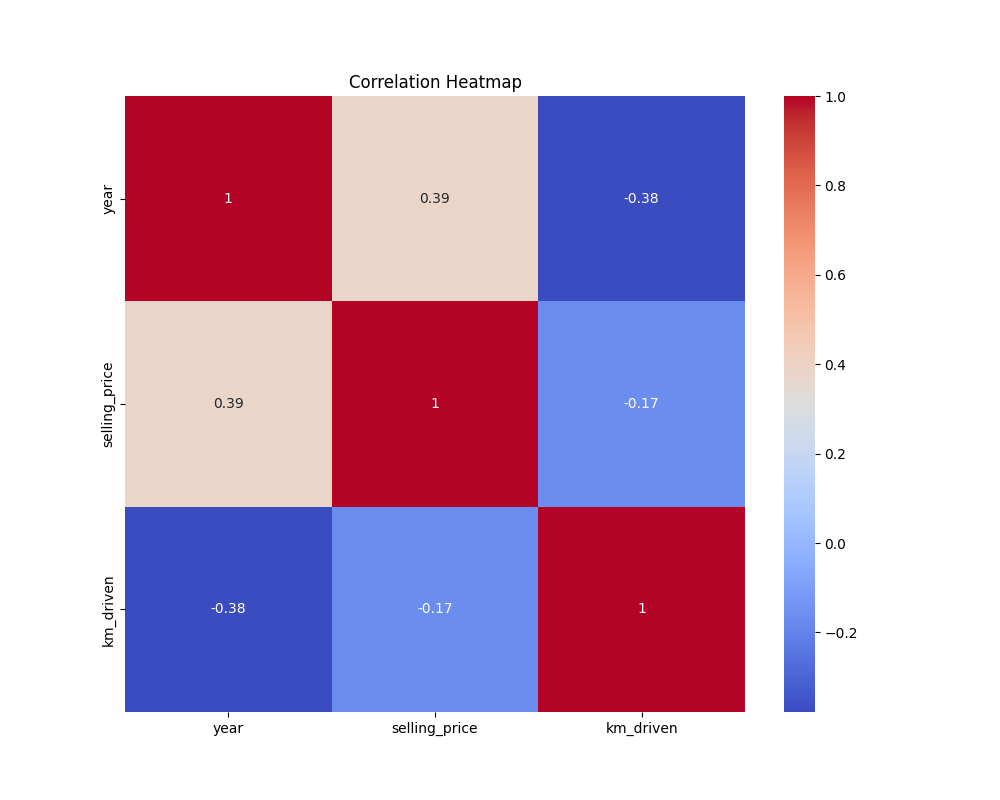 Correlation Heatmap
year
1
0.39
-0.38
selling_price
0.39
1
-0.17
km_driven
-0.38
-0.17
1
year
selling_price
km_driven
1.0
0.8
0.6
0.4
0.2
0.0
−0.2